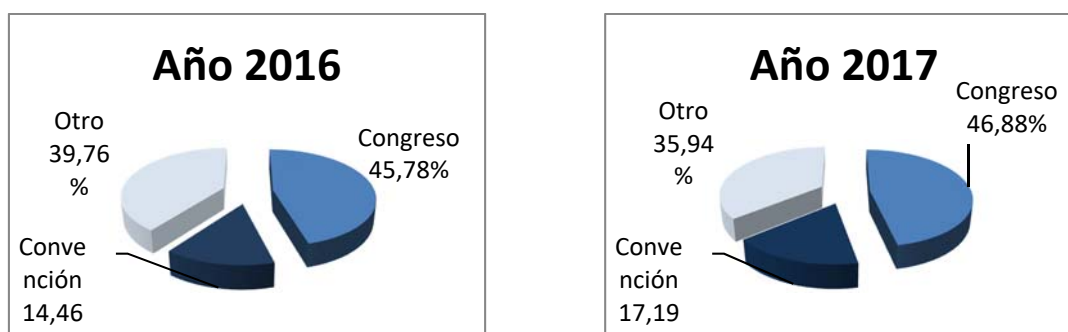 Año 2016
Otro
39,76
%
Congreso
45,78%
Conve
nción
14,46
Año 2017
Otro
35,94
%
Congreso
46,88%
Conve
nción
17,19